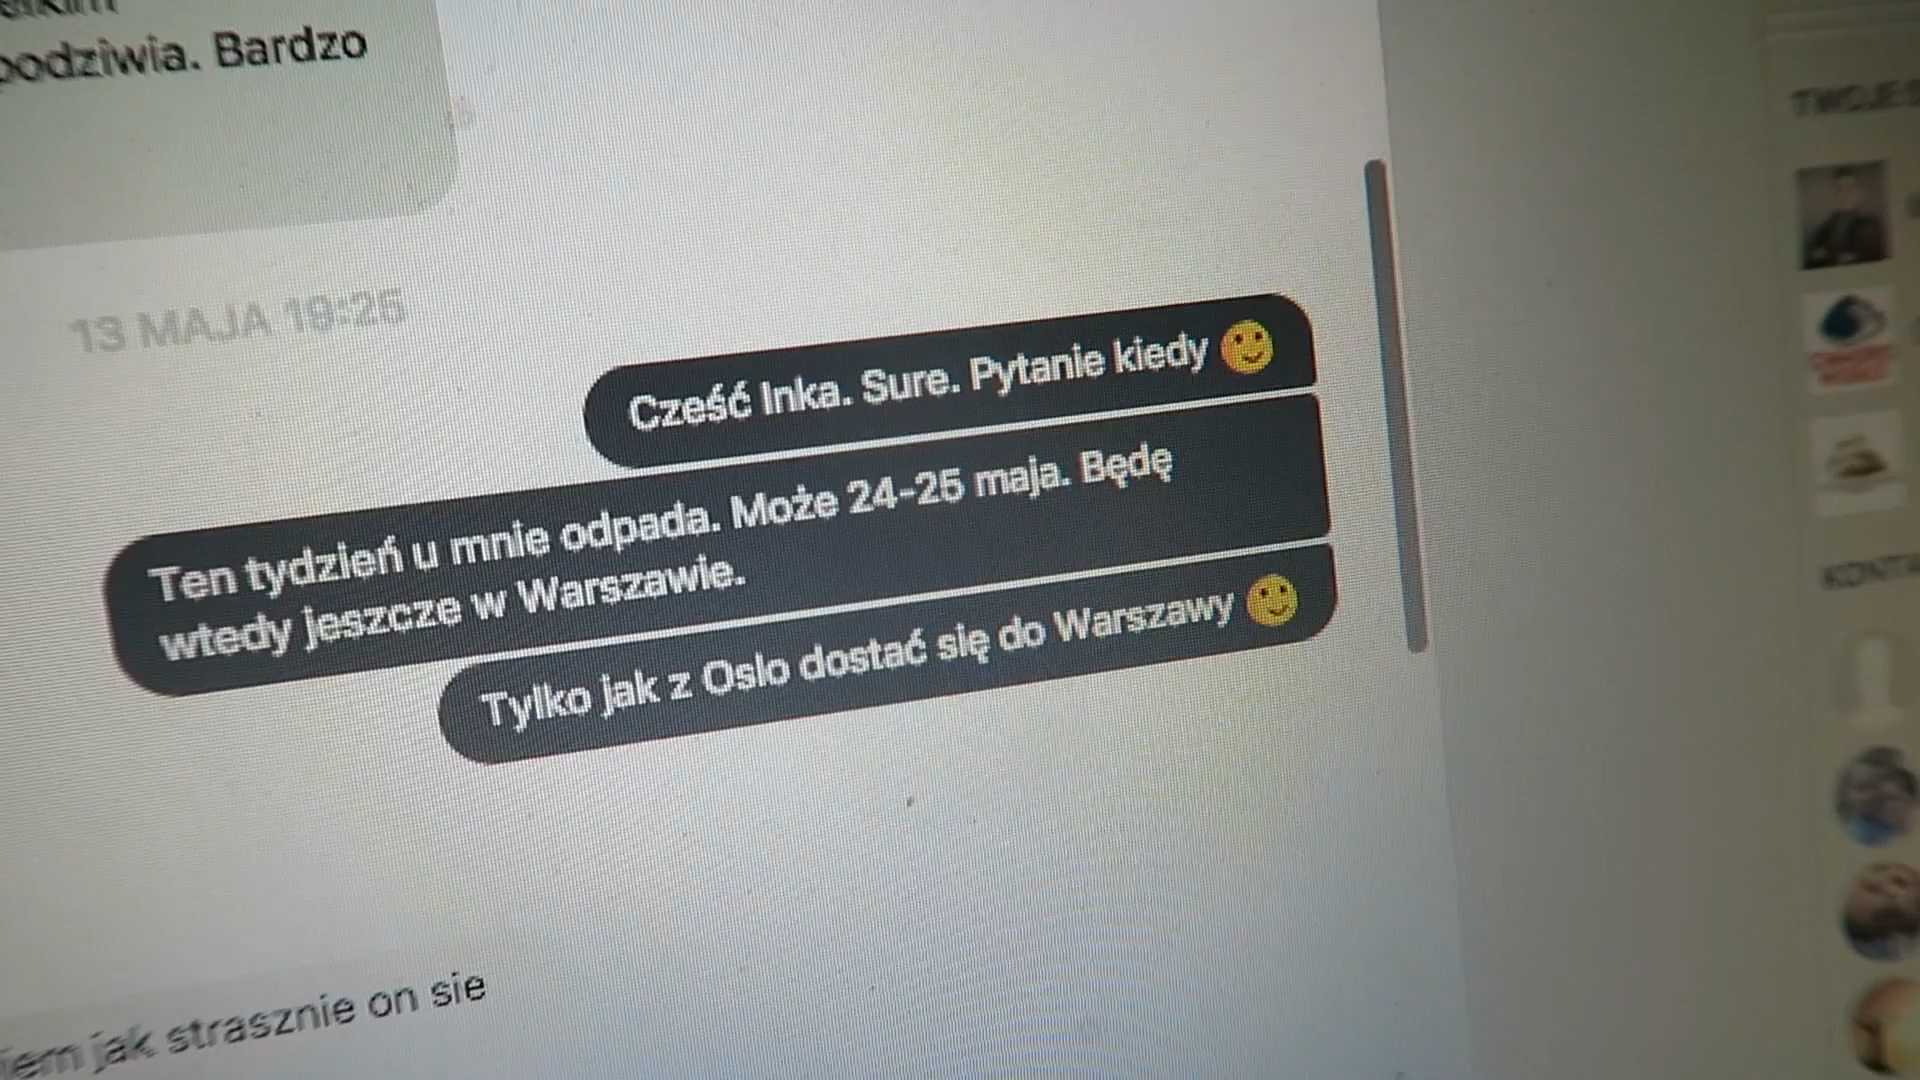 podziwia. Bardzo
13 MAJA 19:25
Cześć Inka. Sure. Pytanie kiedy 🙂
Ten tydzień u mnie odpada. Może 24-25 maja. Będę
wtedy jeszcze w Warszawie.
Tylko jak z Oslo dostać się do Warszawy 🙂
jak strasznie on sie
TWOJE